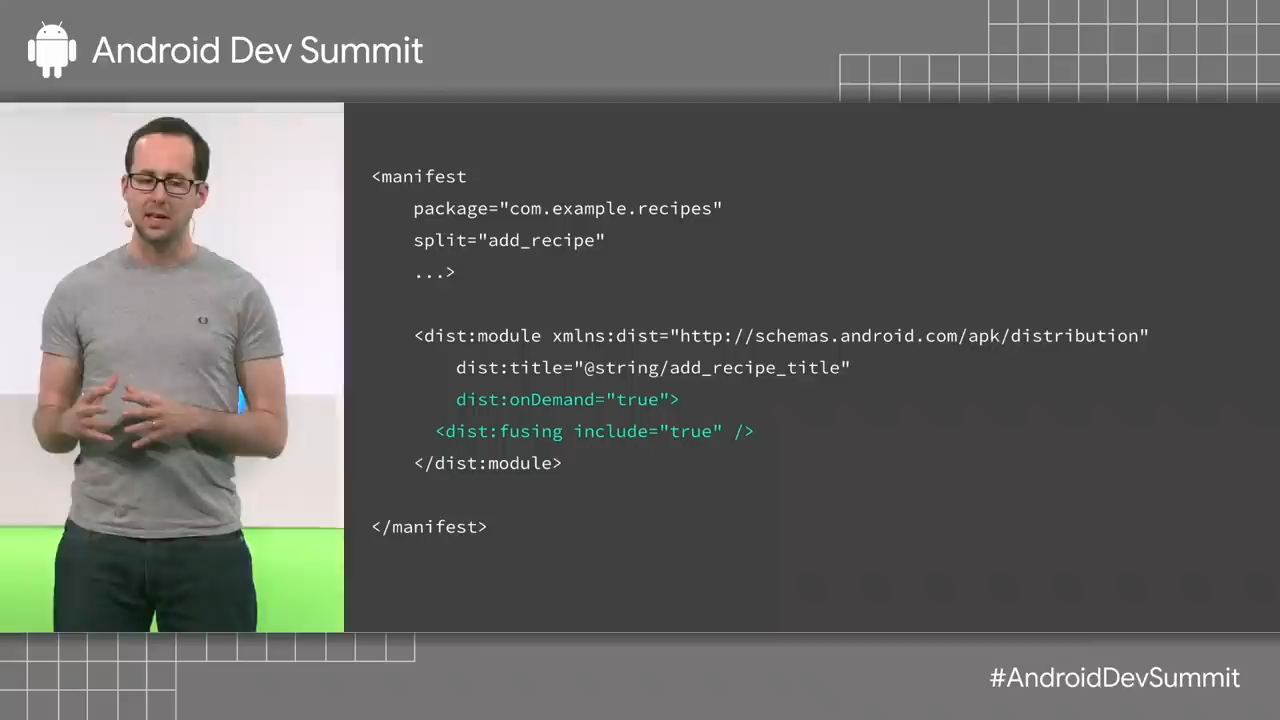 Android Dev Summit
<manifest
package="com.example.recipes"
split="add_recipe"
...>
<dist:module xmlns:dist="http://schemas.android.com/apk/distribution"
dist:title="@string/add_recipe_title"
dist:onDemand="true">
<dist:fusing include="true" />
</dist:module>
</manifest>
#AndroidDevSummit